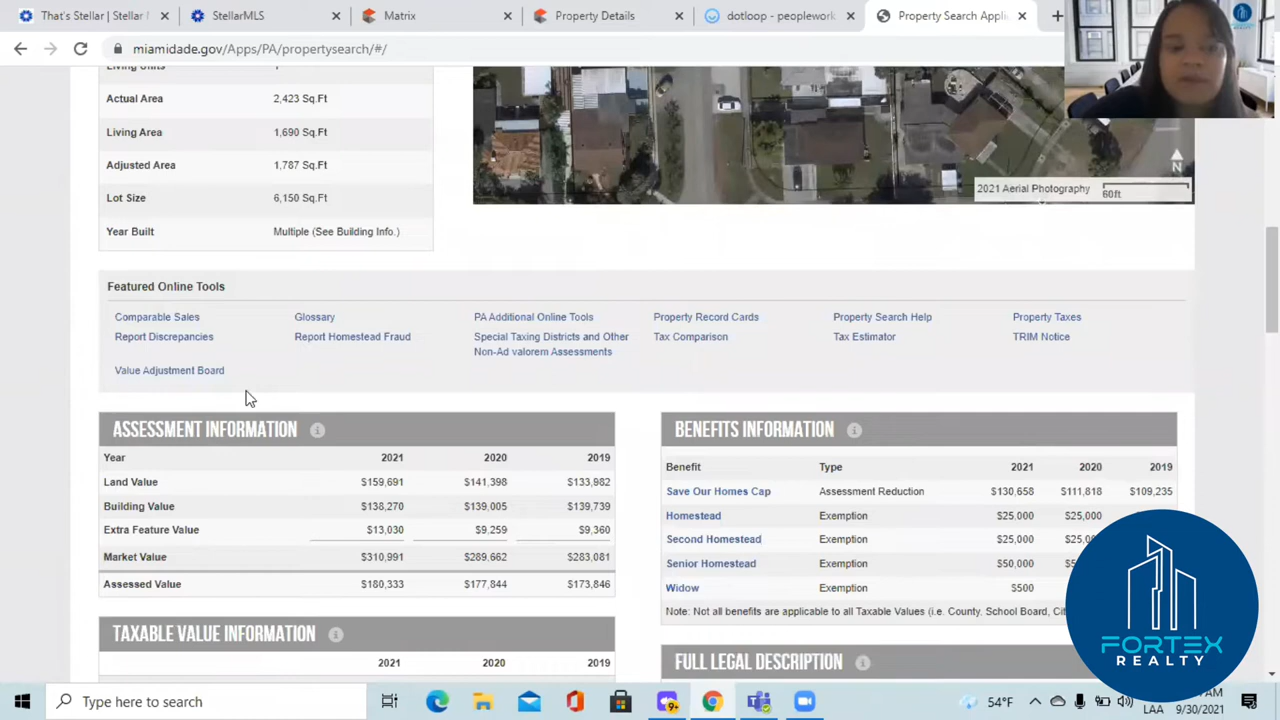 That's Stellar | Stellar
StellarMLS
Matrix
Property Details
dotloop - peoplework
Property Search Appli
miamidade.gov/Apps/PA/propertysearch/#/
Living Units 1
Actual Area 2,423 Sq.Ft
Living Area 1,690 Sq.Ft
Adjusted Area 1,787 Sq.Ft
Lot Size 6,150 Sq.Ft
Year Built Multiple (See Building Info.)
N
2021 Aerial Photography 60ft
Featured Online Tools
Comparable Sales Glossary PA Additional Online Tools Property Record Cards Property Search Help Property Taxes
Report Discrepancies Report Homestead Fraud Special Taxing Districts and Other Tax Comparison Tax Estimator TRIM Notice
Non-Ad valorem Assessments
Value Adjustment Board
ASSESSMENT INFORMATION
Year 2021 2020 2019
Land Value $159,691 $141,398 $133,982
Building Value $138,270 $139,005 $139,739
Extra Feature Value $13,030 $9,259 $9,360
Market Value $310,991 $289,662 $283,081
Assessed Value $180,333 $177,844 $173,846
TAXABLE VALUE INFORMATION
2021 2020 2019
BENEFITS INFORMATION
Benefit Type 2021 2020 2019
Save Our Homes Cap Assessment Reduction $130,658 $111,818 $109,235
Homestead Exemption $25,000 $25,000
Second Homestead Exemption $25,000
Senior Homestead Exemption $50,000
Widow Exemption $500
Note: Not all benefits are applicable to all Taxable Values (i.e. County, School Board,
FULL LEGAL DESCRIPTION
FORTEX
REALTY
Type here to search
9+
54°F
AM
LAA
9/30/2021